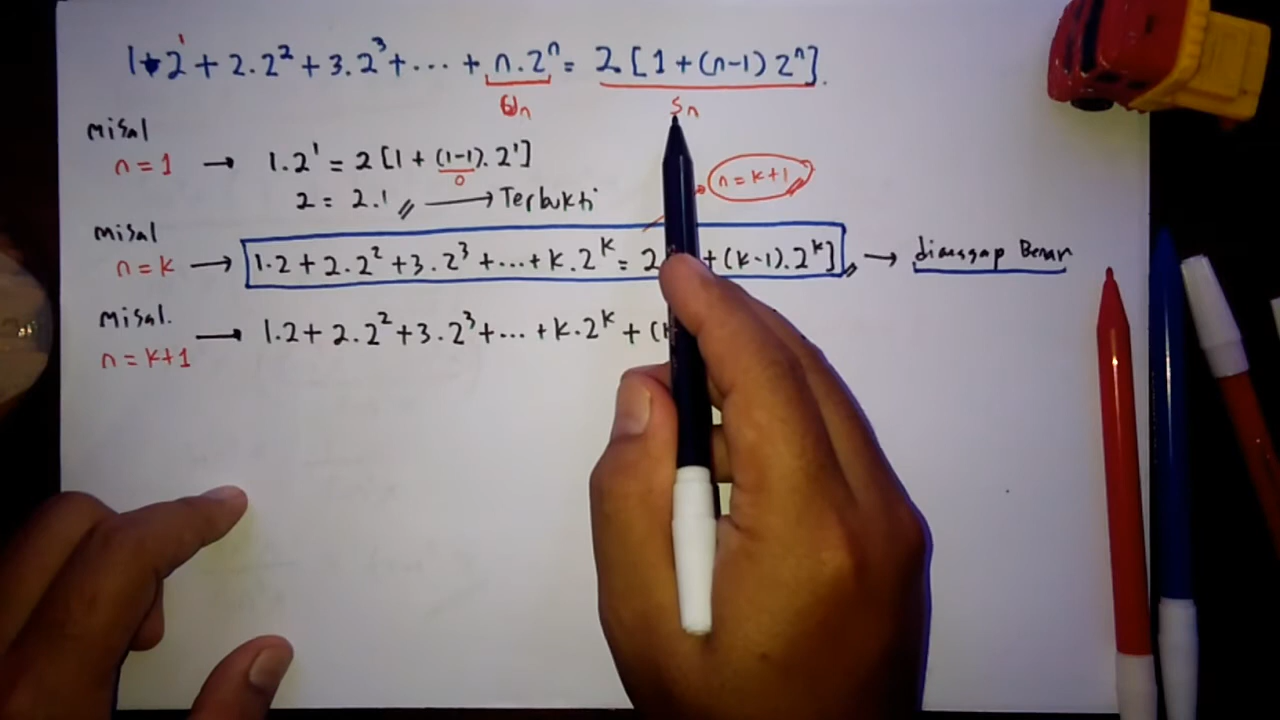 1·2¹ + 2.2² + 3.2³ + ... + n.2ⁿ = 2[1+(n-1)2ⁿ].
Uₙ Sₙ
misal
n=1 → 1.2¹ = 2[1+(1-1).2¹]
0
2 = 2.1 → Terbukti
n=k+1
misal
n=k → 1.2+2.2²+3.2³+...+k.2ᵏ = 2 +(k-1).2ᵏ] → dianggap Benar
misal.
n=k+1 → 1.2+2.2²+3.2³+...+k.2ᵏ+(